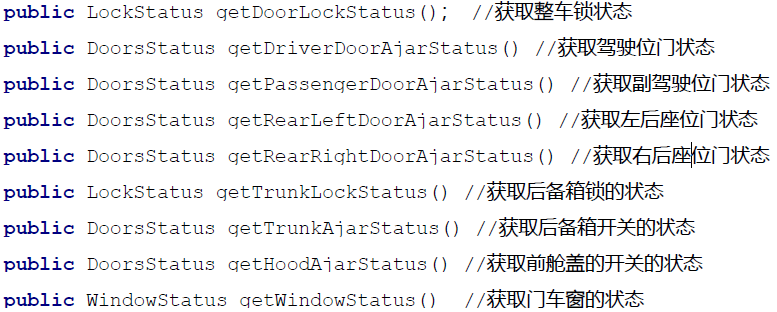 public LockStatus getDoorLockStatus();  //获取整车锁状态
public DoorsStatus getDriverDoorAjarStatus() //获取驾驶位门状态
public DoorsStatus getPassengerDoorAjarStatus() //获取副驾驶位门状态
public DoorsStatus getRearLeftDoorAjarStatus() //获取左后座位门状态
public DoorsStatus getRearRightDoorAjarStatus() //获取右后座位门状态
public LockStatus getTrunkLockStatus() //获取后备箱锁的状态
public DoorsStatus getTrunkAjarStatus() //获取后备箱开关的状态
public DoorsStatus getHoodAjarStatus() //获取前舱盖的开关的状态
public WindowStatus getWindowStatus()  //获取门车窗的状态